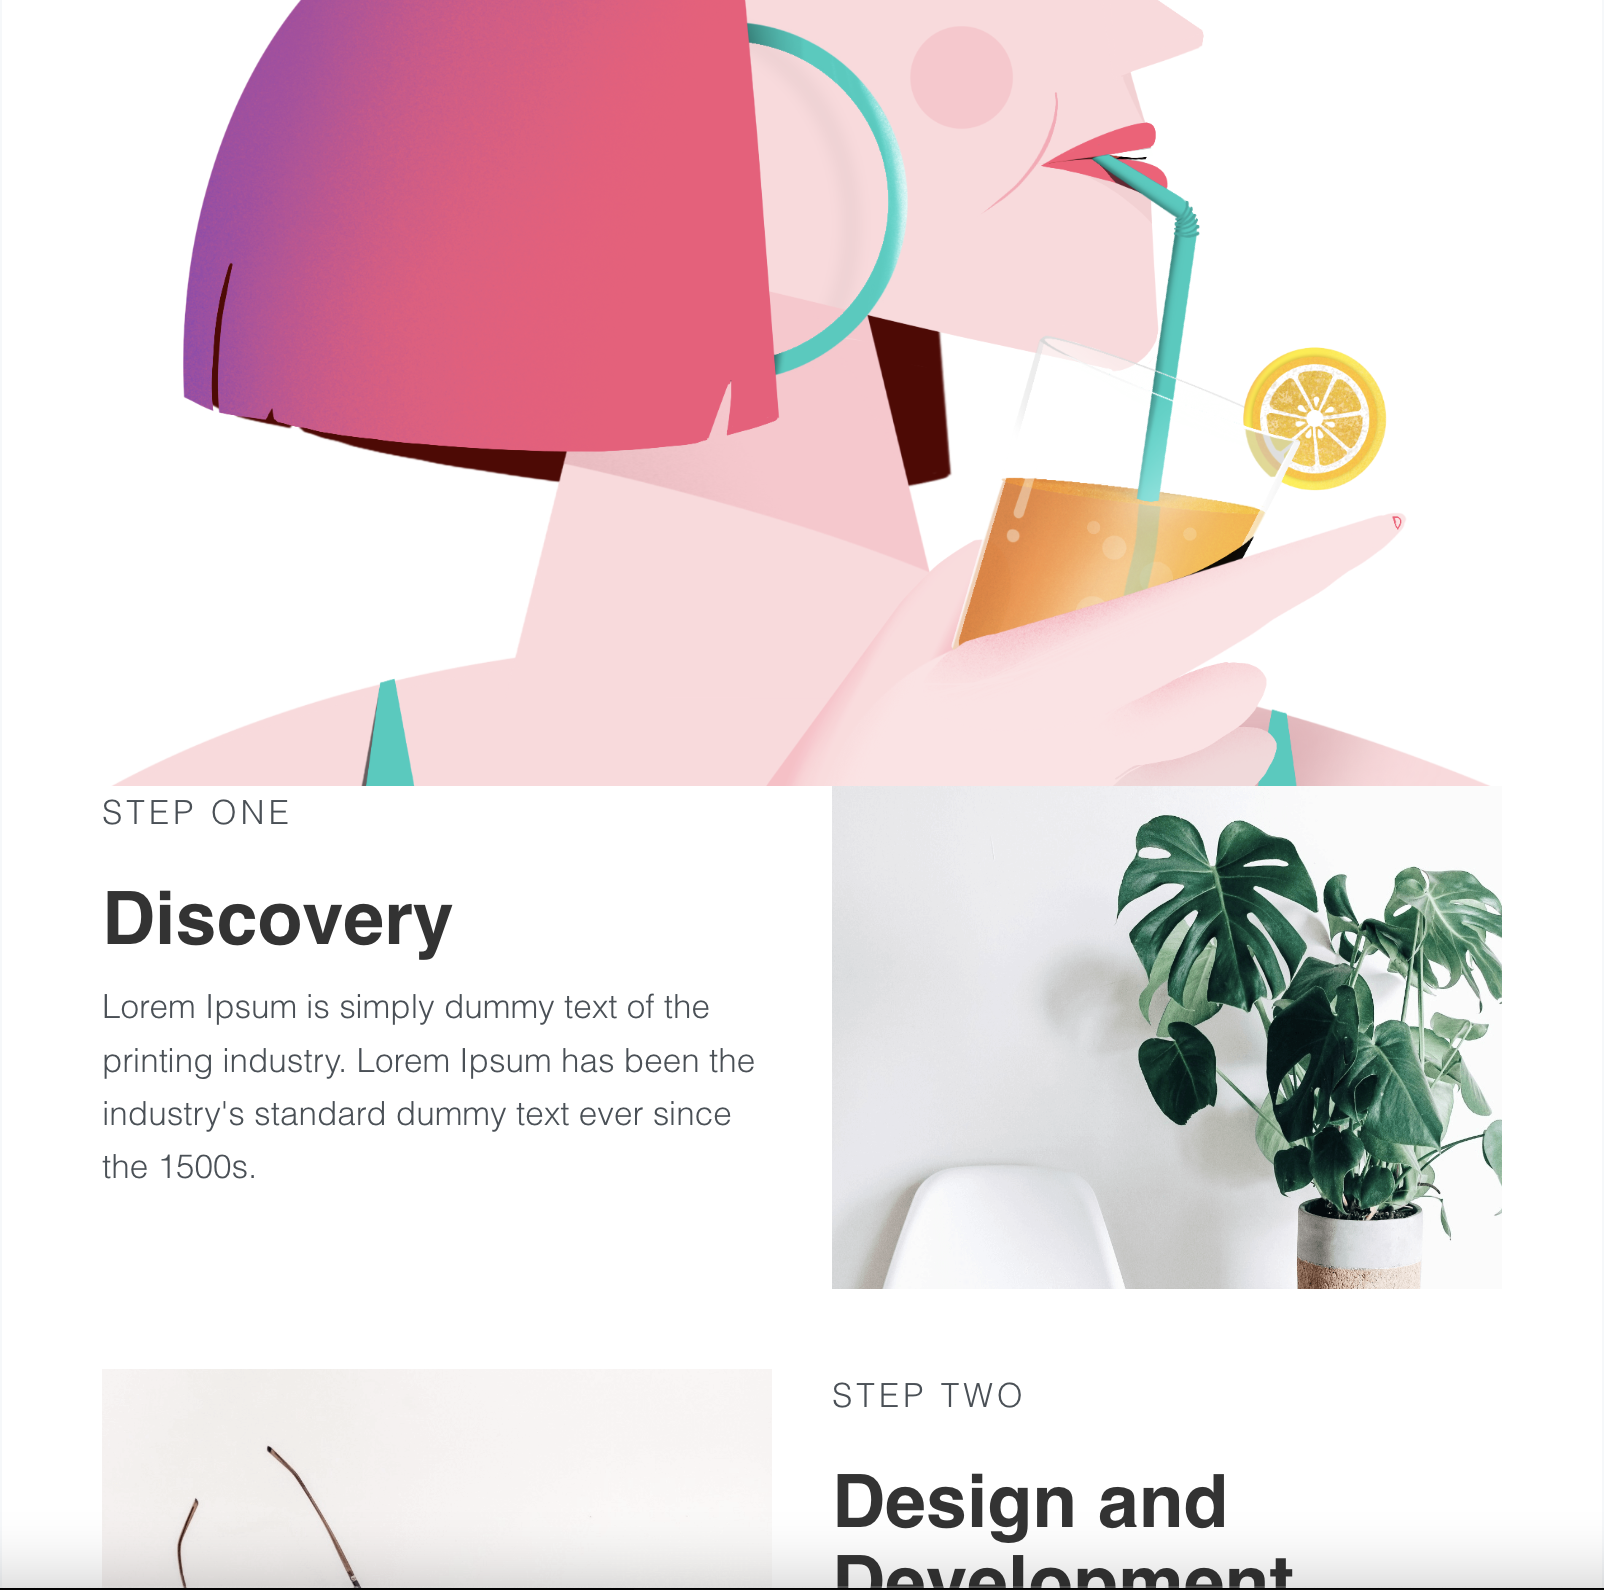 STEP ONE
Discovery
Lorem Ipsum is simply dummy text of the
printing industry. Lorem Ipsum has been the
industry's standard dummy text ever since
the 1500s.
STEP TWO
Design and
Development